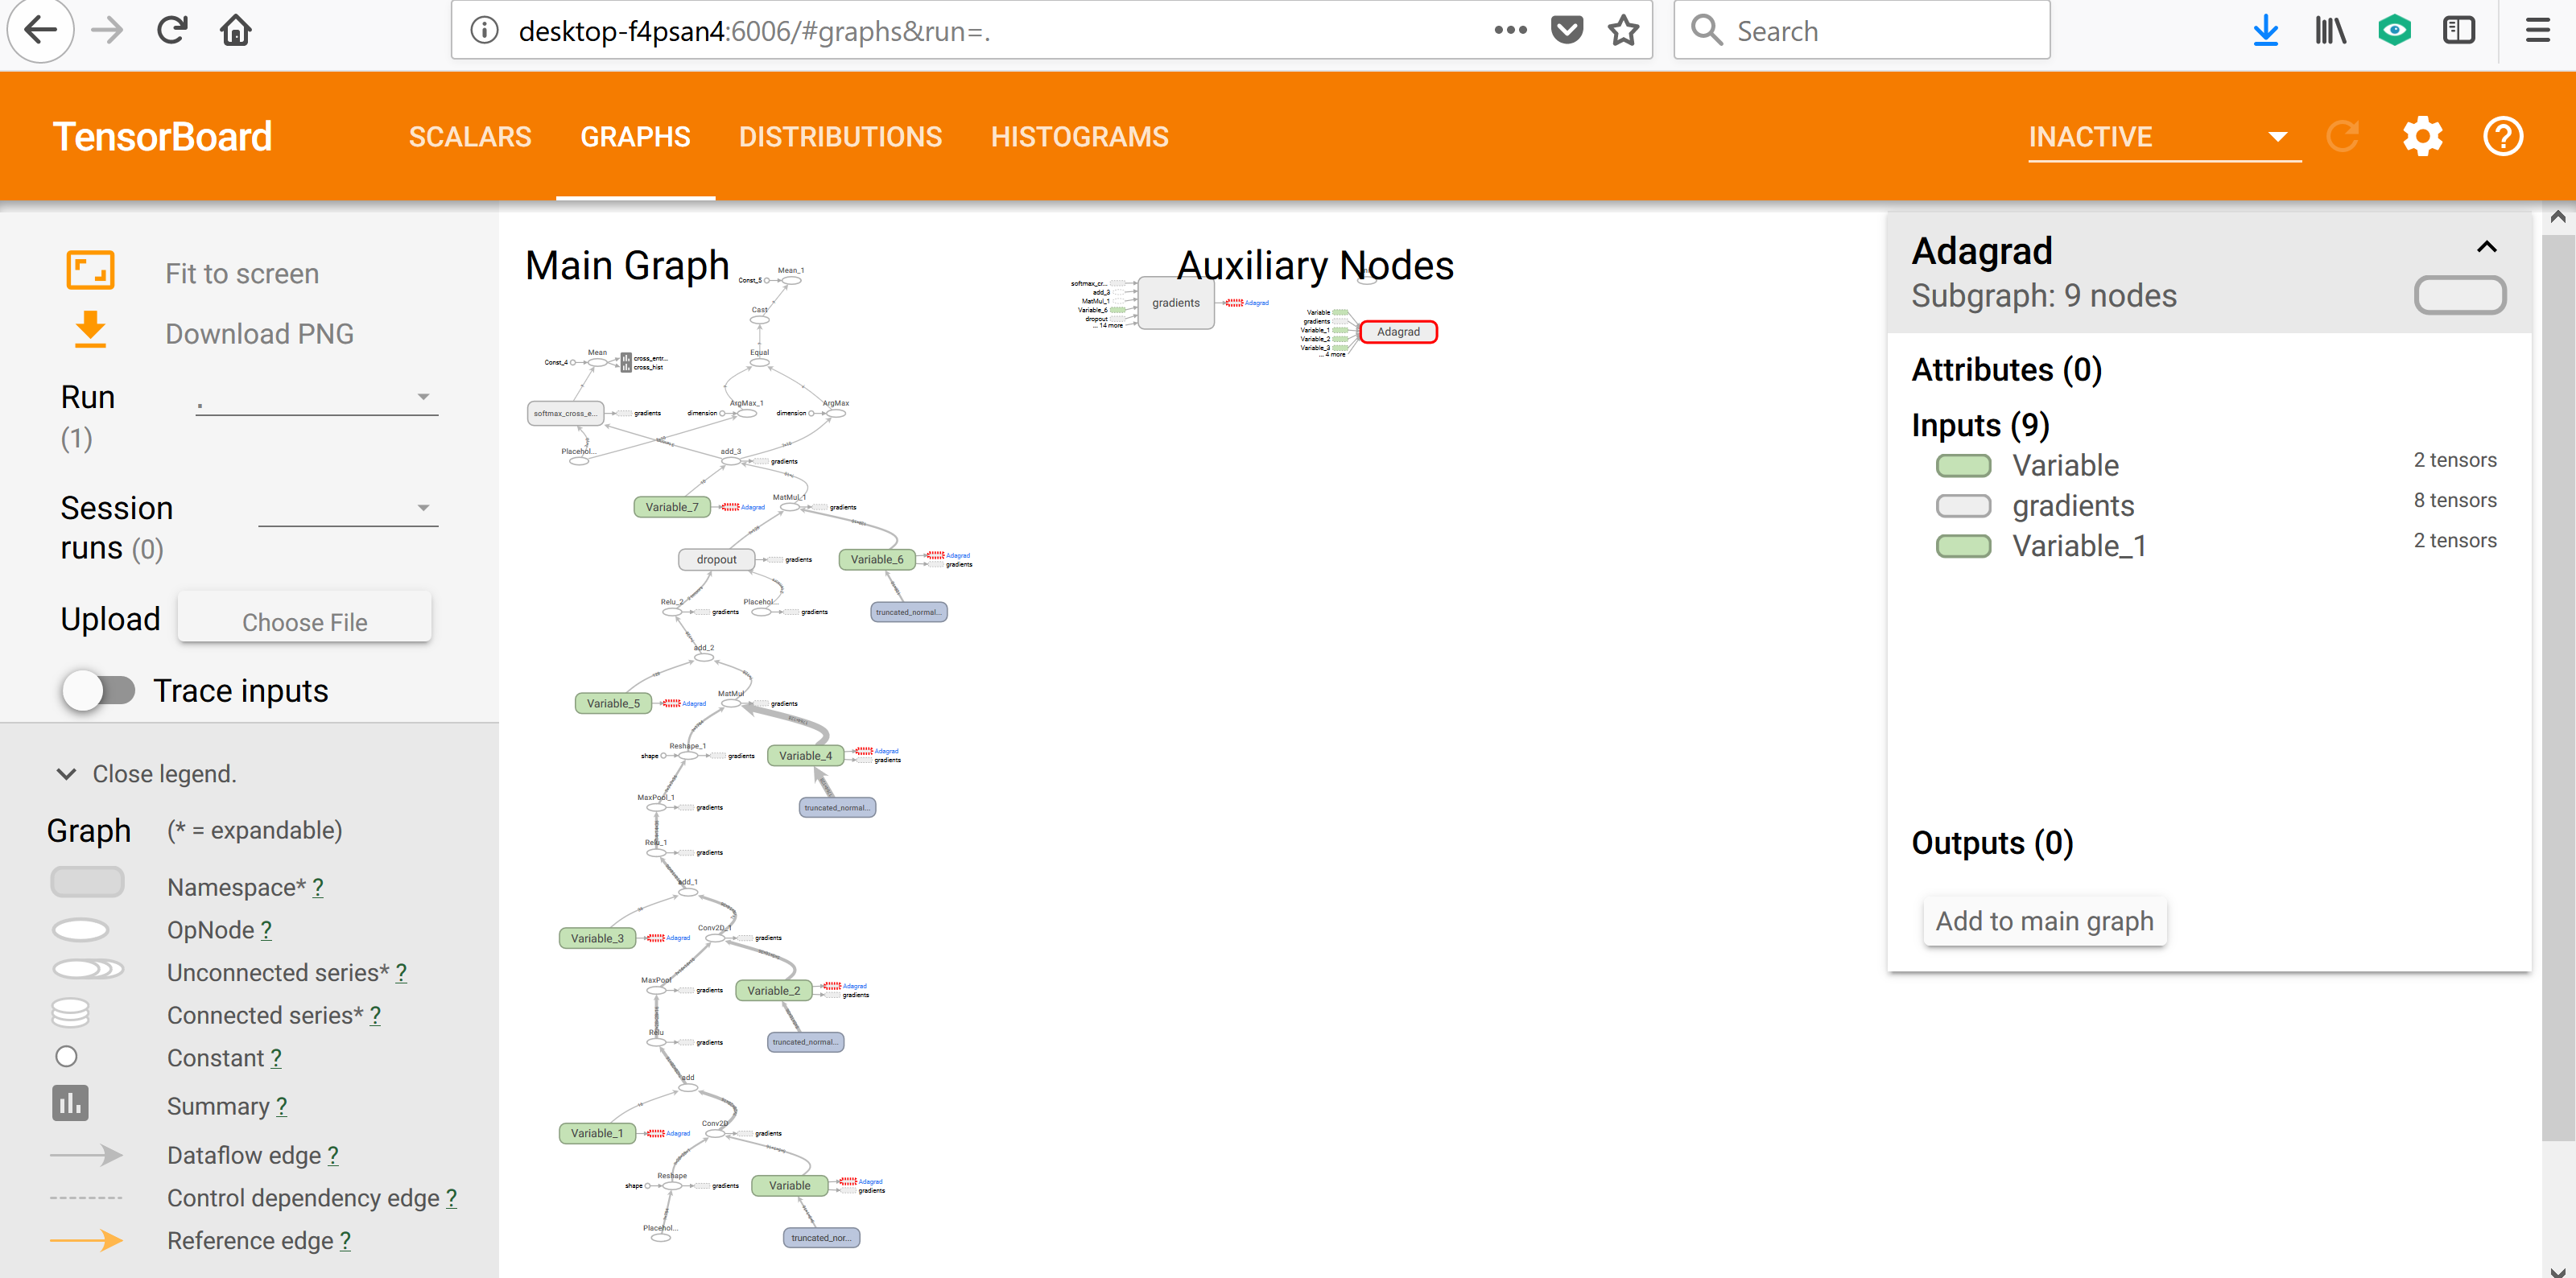 desktop-f4psan4:6006/#graphs&run=.
Search
TensorBoard
SCALARS
GRAPHS
DISTRIBUTIONS
HISTOGRAMS
INACTIVE
Fit to screen
Download PNG
Run
(1)
.
Session
runs (0)
Upload
Choose File
Trace inputs
Close legend.
Graph
(* = expandable)
Namespace* ?
OpNode ?
Unconnected series* ?
Connected series* ?
Constant ?
Summary ?
Dataflow edge ?
Control dependency edge ?
Reference edge ?
Main Graph
Mean_1
Const_5
Cast
Equal
Mean
Const_4
cross_entr...
cross_hist
ArgMax_1
ArgMax
softmax_cross_e...
gradients
dimension
dimension
Placehol...
add_3
gradients
Variable_7
Adagrad
MatMul_1
gradients
dropout
gradients
Variable_6
Adagrad
gradients
Relu_2
gradients
Placehol...
gradients
truncated_normal...
add_2
Variable_5
Adagrad
MatMul
gradients
Reshape_1
shape
gradients
Variable_4
Adagrad
gradients
MaxPool_1
gradients
truncated_normal...
Relu_1
gradients
add_1
Variable_3
Adagrad
Conv2D_1
gradients
MaxPool
gradients
Variable_2
Adagrad
gradients
Relu
gradients
truncated_normal...
add
Variable_1
Adagrad
Conv2D
gradients
Reshape
shape
gradients
Variable
Adagrad
gradients
Placehol...
truncated_nor...
Auxiliary Nodes
softmax_cr...
add_3
MatMul_1
Variable_6
dropout
... 14 more
gradients
Adagrad
Variable
gradients
Variable_1
Variable_2
Variable_3
... 4 more
Adagrad
Adagrad
Subgraph: 9 nodes
Attributes (0)
Inputs (9)
Variable
2 tensors
gradients
8 tensors
Variable_1
2 tensors
Outputs (0)
Add to main graph